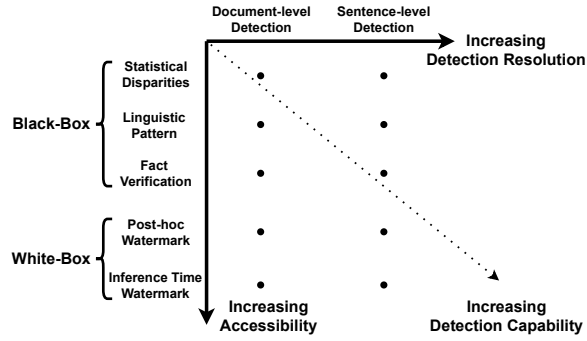 Document-level
Detection
Sentence-level
Detection
Increasing
Detection Resolution
Black-Box
Statistical
Disparities
Linguistic
Pattern
Fact
Verification
White-Box
Post-hoc
Watermark
Inference Time
Watermark
Increasing
Accessibility
Increasing
Detection Capability